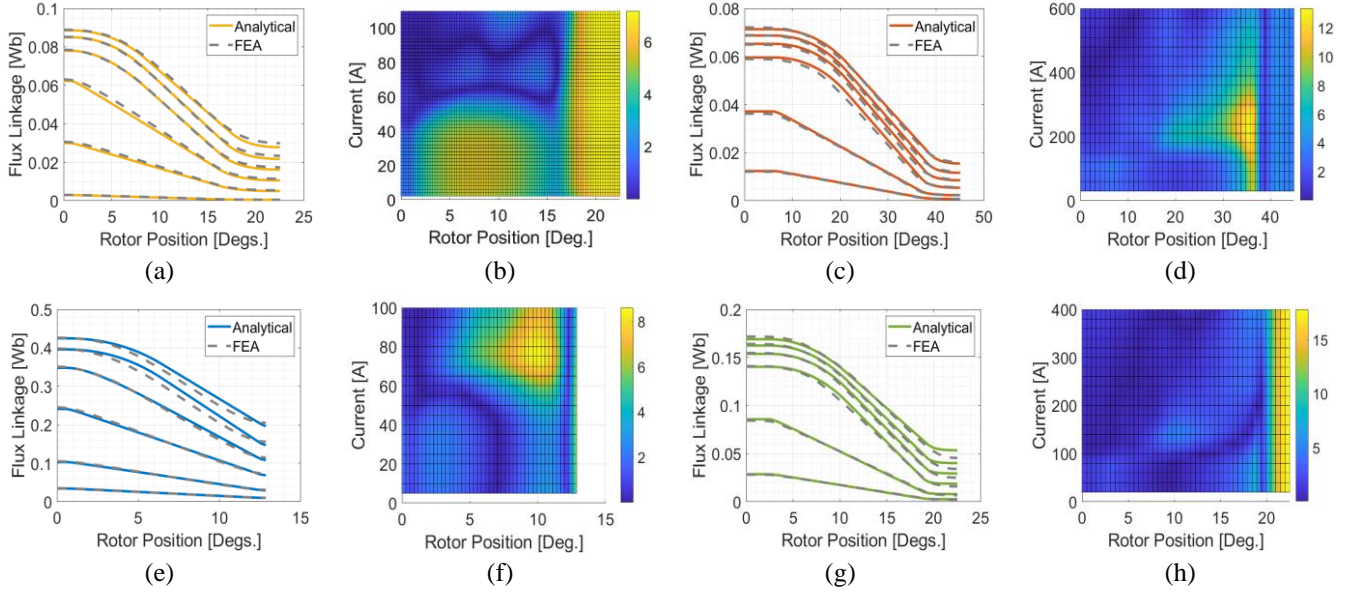 Flux Linkage [Wb]
0.1
0.08
0.06
0.04
0.02
0
Analytical
FEA
0 5 10 15 20 25
Rotor Position [Degs.]
(a)
Current [A]
110
100
90
80
70
60
50
40
30
20
10
0
0 5 10 15 20
Rotor Position [Deg.]
6
4
2
(b)
Flux Linkage [Wb]
0.08
0.06
0.04
0.02
0
Analytical
FEA
0 10 20 30 40 50
Rotor Position [Degs.]
(c)
Current [A]
600
400
200
0
0 10 20 30 40
Rotor Position [Deg.]
12
10
8
6
4
2
(d)
Flux Linkage [Wb]
0.5
0.4
0.3
0.2
0.1
0
Analytical
FEA
0 5 10 15
Rotor Position [Degs.]
(e)
Current [A]
100
80
60
40
20
0
0 5 10 15
Rotor Position [Deg.]
8
6
4
2
(f)
Flux Linkage [Wb]
0.2
0.15
0.1
0.05
0
Analytical
FEA
0 5 10 15 20 25
Rotor Position [Degs.]
(g)
Current [A]
400
300
200
100
0
0 5 10 15 20
Rotor Position [Deg.]
15
10
5
(h)